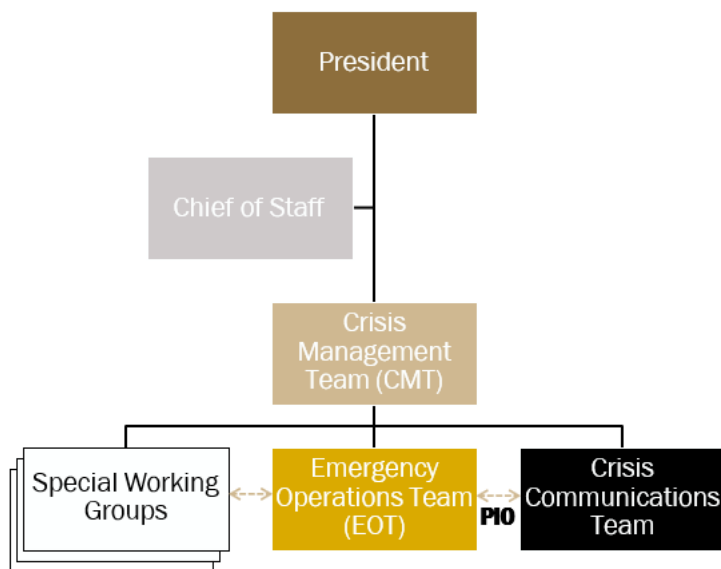 President
Chief of Staff
Crisis
Management
Team (CMT)
Special Working
Groups
Emergency
Operations Team
(EOT)
PIO
Crisis
Communications
Team